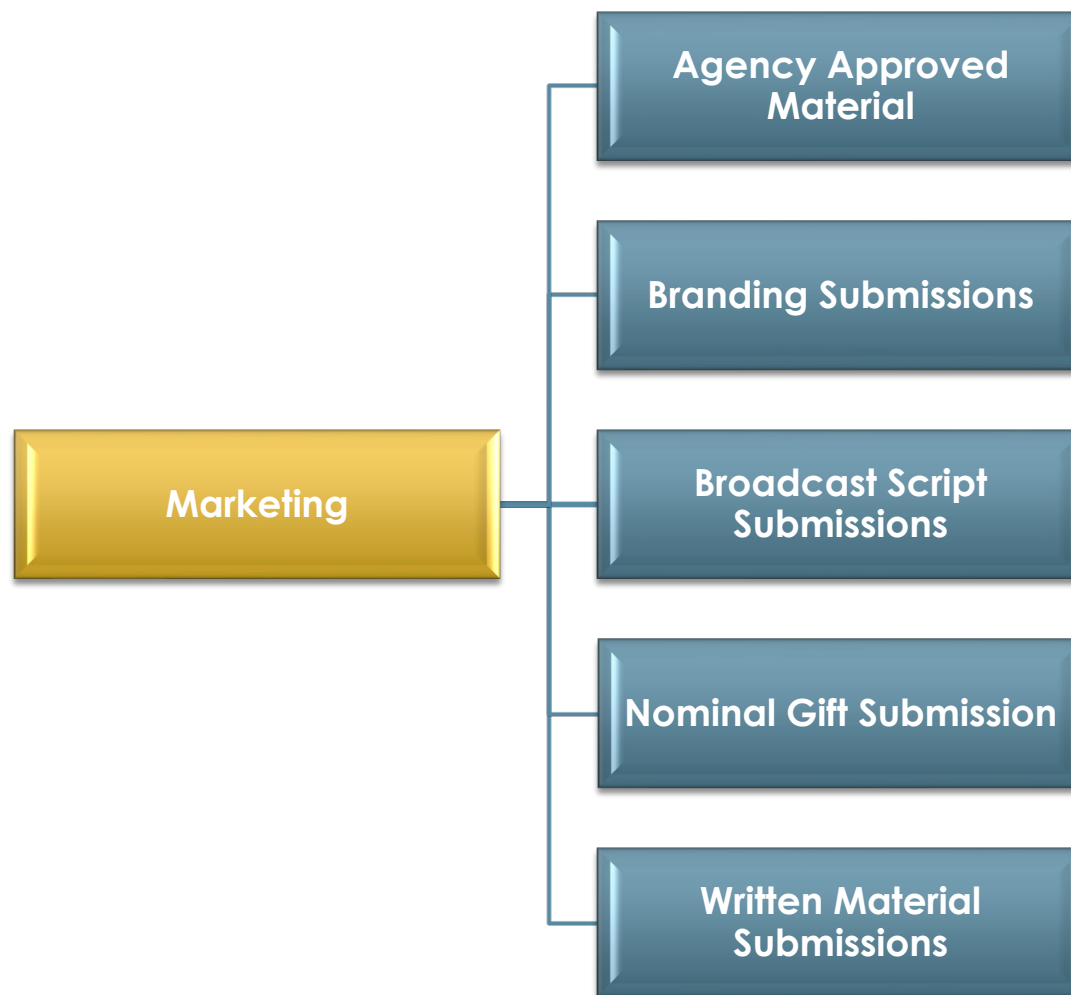 Agency Approved
Material
Branding Submissions
Marketing
Broadcast Script
Submissions
Nominal Gift Submission
Written Material
Submissions